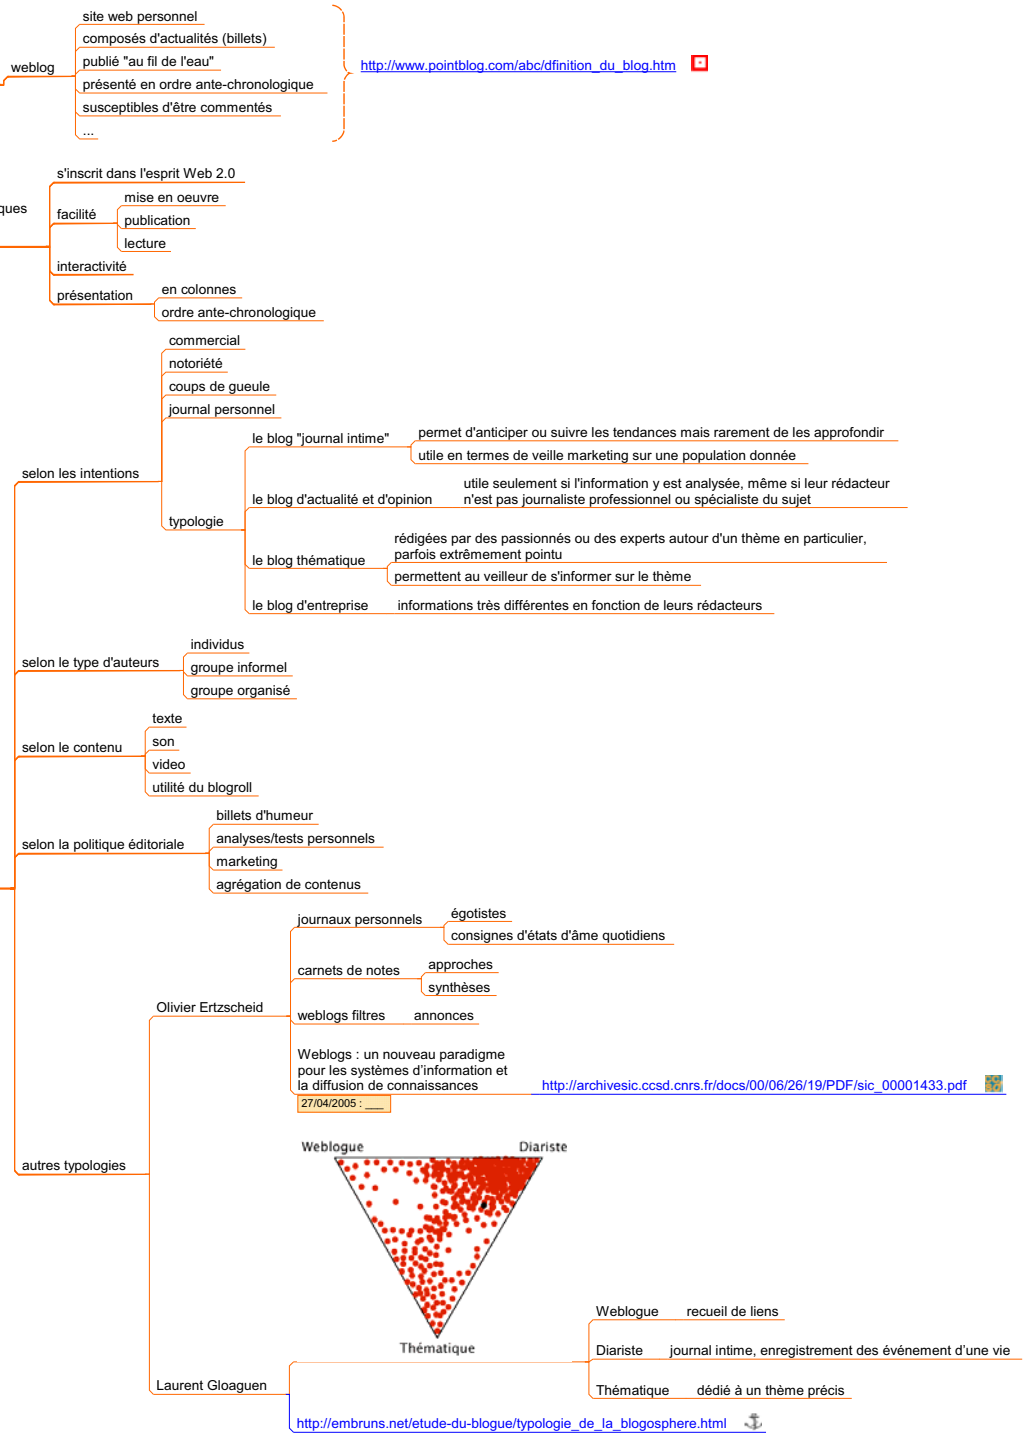 site web personnel
composés d'actualités (billets)
publié "au fil de l'eau"
weblog
présenté en ordre ante-chronologique
susceptibles d'être commentés
...
http://www.pointblog.com/abc/dfinition_du_blog.htm
s'inscrit dans l'esprit Web 2.0
ques
facilité
mise en oeuvre
publication
lecture
interactivité
présentation
en colonnes
ordre ante-chronologique
selon les intentions
commercial
notoriété
coups de gueule
journal personnel
typologie
le blog "journal intime"
permet d'anticiper ou suivre les tendances mais rarement de les approfondir
utile en termes de veille marketing sur une population donnée
le blog d'actualité et d'opinion
utile seulement si l'information y est analysée, même si leur rédacteur
n'est pas journaliste professionnel ou spécialiste du sujet
le blog thématique
rédigées par des passionnés ou des experts autour d'un thème en particulier,
parfois extrêmement pointu
permettent au veilleur de s'informer sur le thème
le blog d'entreprise
informations très différentes en fonction de leurs rédacteurs
selon le type d'auteurs
individus
groupe informel
groupe organisé
selon le contenu
texte
son
video
utilité du blogroll
selon la politique éditoriale
billets d'humeur
analyses/tests personnels
marketing
agrégation de contenus
autres typologies
Olivier Ertzscheid
journaux personnels
égotistes
consignes d'états d'âme quotidiens
carnets de notes
approches
synthèses
weblogs filtres
annonces
Weblogs : un nouveau paradigme
pour les systèmes d'information et
la diffusion de connaissances
27/04/2005 : ___
http://archivesic.ccsd.cnrs.fr/docs/00/06/26/19/PDF/sic_00001433.pdf
Weblogue
Diariste
Thématique
Laurent Gloaguen
Weblogue
recueil de liens
Diariste
journal intime, enregistrement des événement d'une vie
Thématique
dédié à un thème précis
http://embruns.net/etude-du-blogue/typologie_de_la_blogosphere.html